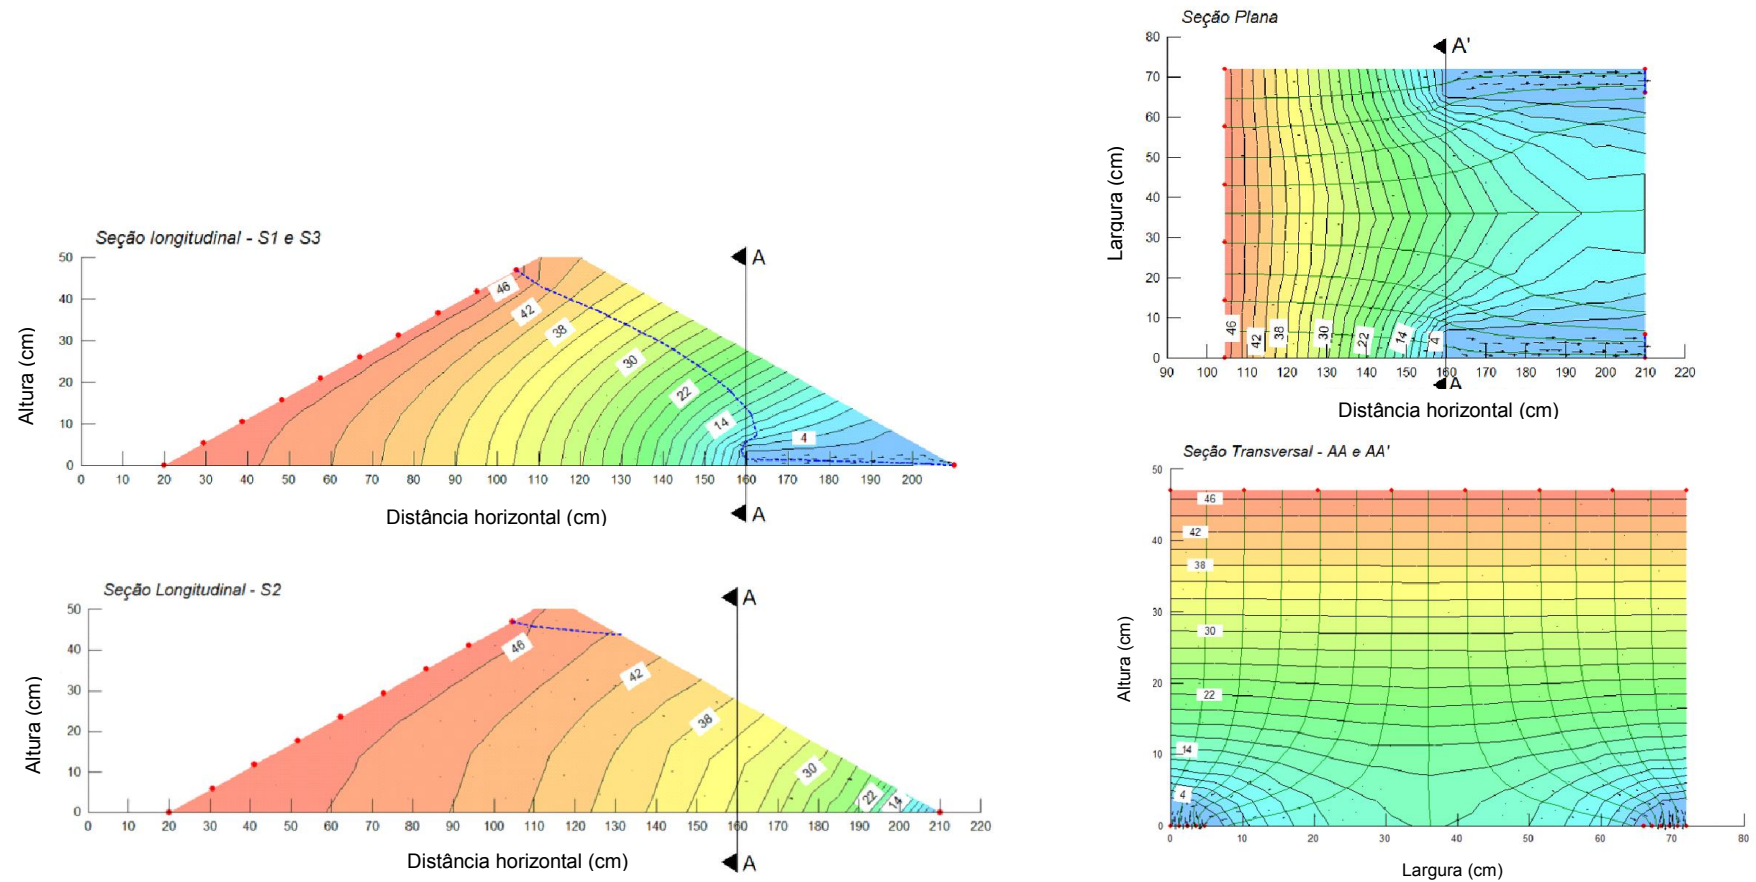 Seção Plana
A'
80
70
60
50
40
30
20
10
0
Largura (cm)
46
42
38
30
22
14
4
90 100 110 120 130 140 150 160 170 180 190 200 210 220
A
Distância horizontal (cm)
Seção longitudinal - S1 e S3
A
50
40
30
20
10
0
Altura (cm)
46
42
38
30
22
14
4
0 10 20 30 40 50 60 70 80 90 100 110 120 130 140 150 160 170 180 190 200
A
Distância horizontal (cm)
Seção Transversal - AA e AA'
50
40
30
20
10
0
Altura (cm)
46
42
38
30
22
14
4
0 10 20 30 40 50 60 70 80
Largura (cm)
Seção Longitudinal - S2
A
50
40
30
20
10
0
Altura (cm)
46
42
38
30
22
14
0 10 20 30 40 50 60 70 80 90 100 110 120 130 140 150 160 170 180 190 200 210 220
A
Distância horizontal (cm)